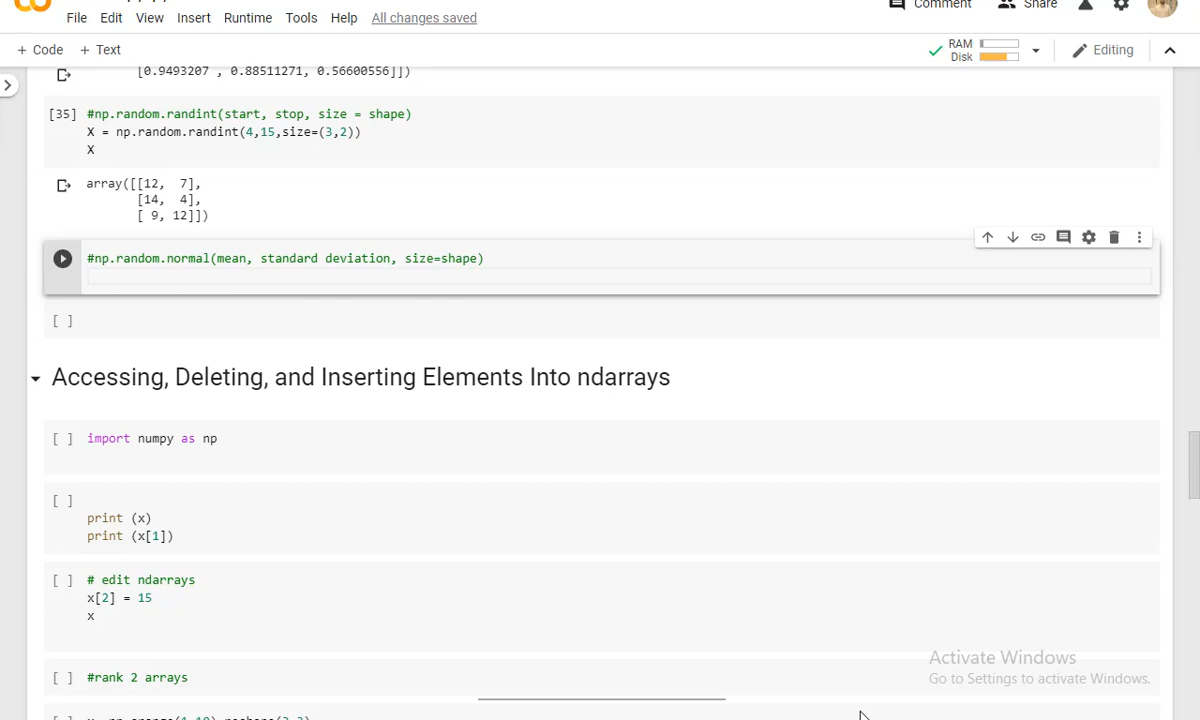 File Edit View Insert Runtime Tools Help All changes saved
Comment Share
+ Code + Text
RAM
Disk
Editing
[0.9493207 , 0.88511271, 0.56600556]])
[35] #np.random.randint(start, stop, size = shape)
X = np.random.randint(4,15,size=(3,2))
X
array([[12, 7],
[14, 4],
[ 9, 12]])
#np.random.normal(mean, standard deviation, size=shape)
[ ]
Accessing, Deleting, and Inserting Elements Into ndarrays
[ ] import numpy as np
[ ]
print (x)
print (x[1])
[ ] # edit ndarrays
x[2] = 15
x
Activate Windows
Go to Settings to activate Windows.
[ ] #rank 2 arrays